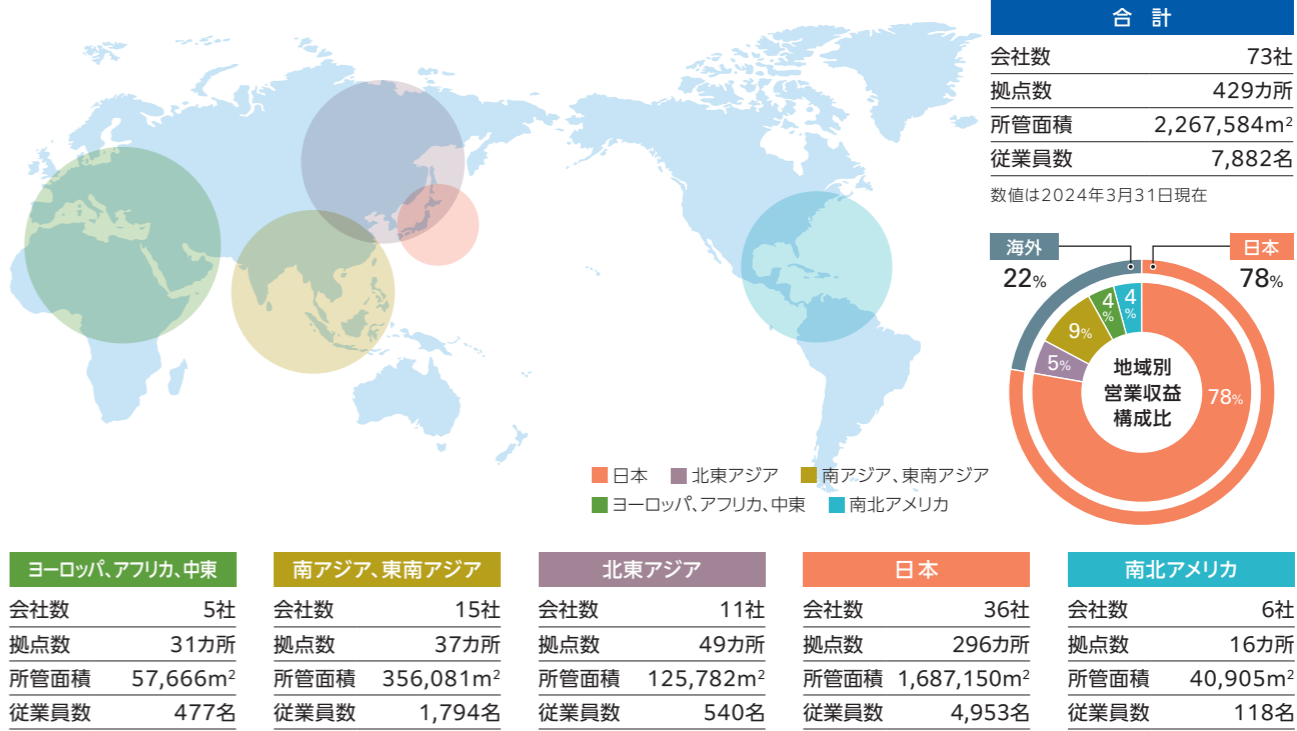 合計
会社数 73社
拠点数 429カ所
所管面積 2,267,584m²
従業員数 7,882名
数値は2024年3月31日現在
海外
22%
日本
78%
4%
4%
9%
5%
78%
地域別
営業収益
構成比
日本 北東アジア 南アジア、東南アジア
ヨーロッパ、アフリカ、中東 南北アメリカ
ヨーロッパ、アフリカ、中東
会社数 5社
拠点数 31カ所
所管面積 57,666m²
従業員数 477名
南アジア、東南アジア
会社数 15社
拠点数 37カ所
所管面積 356,081m²
従業員数 1,794名
北東アジア
会社数 11社
拠点数 49カ所
所管面積 125,782m²
従業員数 540名
日本
会社数 36社
拠点数 296カ所
所管面積 1,687,150m²
従業員数 4,953名
南北アメリカ
会社数 6社
拠点数 16カ所
所管面積 40,905m²
従業員数 118名